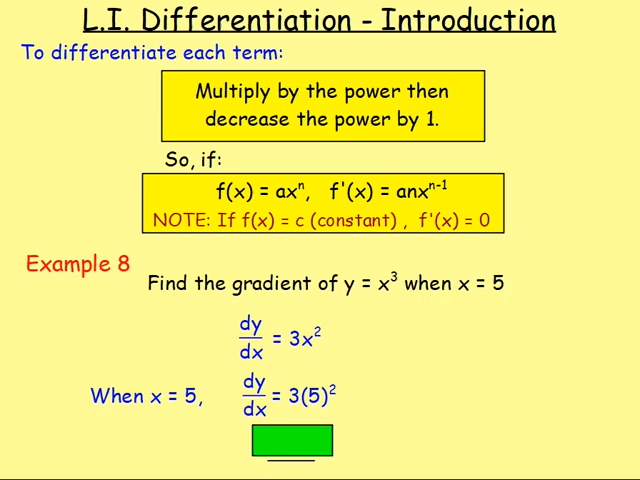 L.I. Differentiation - Introduction
To differentiate each term:
Multiply by the power then
decrease the power by 1.
So, if:
f(x) = axⁿ, f'(x) = anxⁿ⁻¹
NOTE: If f(x) = c (constant) , f'(x) = 0
Example 8
Find the gradient of y = x³ when x = 5
dy/dx = 3x²
When x = 5, dy/dx = 3(5)²